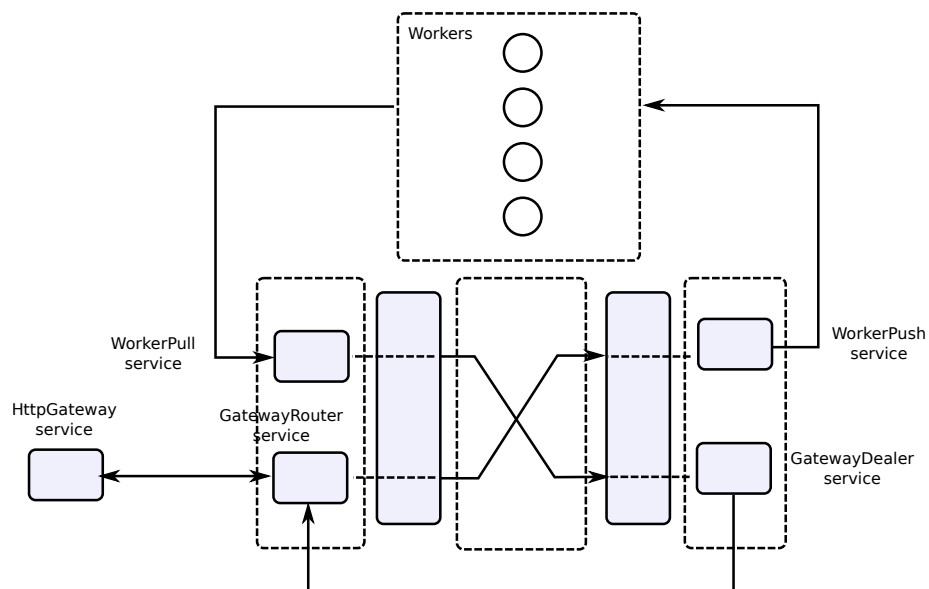 Workers
WorkerPull
service
WorkerPush
service
HttpGateway
service
GatewayRouter
service
GatewayDealer
service